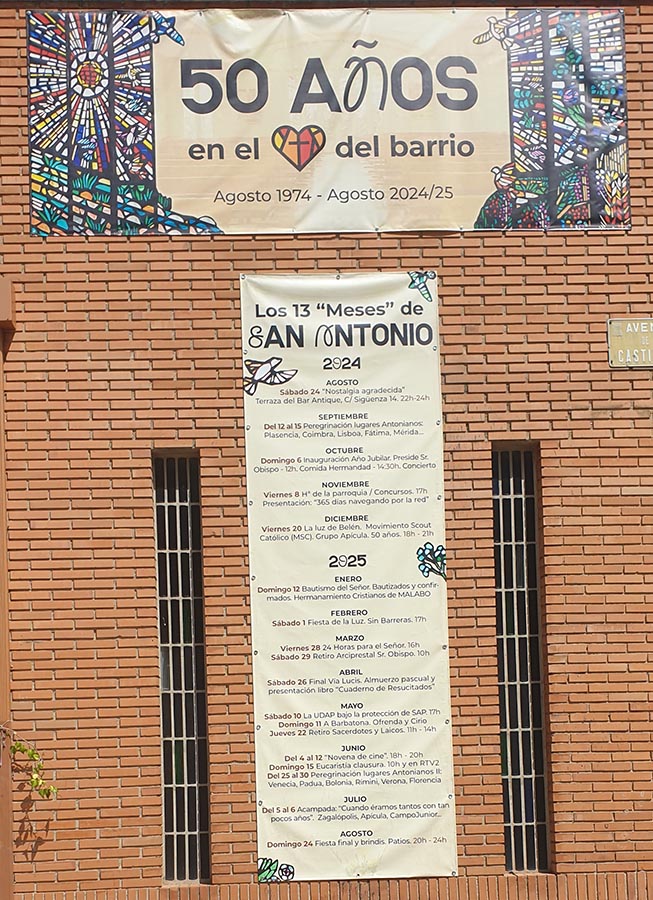 50 AÑOS
en el del barrio
Agosto 1974 - Agosto 2024/25
Los 13 "Meses" de
SAN ANTONIO
2024
AGOSTO
Sábado 24 "Nostalgia agradecida"
Terraza del Bar Antique, C/ Sigüenza 14. 22h-24h
SEPTIEMBRE
Del 12 al 15 Peregrinación lugares Antonianos:
Plasencia, Coimbra, Lisboa, Fátima, Mérida...
OCTUBRE
Domingo 6 Inauguración Año Jubilar. Preside Sr.
Obispo - 12h. Comida Hermandad - 14:30h. Concierto
NOVIEMBRE
Viernes 8 Hª de la parroquia / Concursos. 17h
Presentación: "365 días navegando por la red"
DICIEMBRE
Viernes 20 La luz de Belén. Movimiento Scout
Católico (MSC). Grupo Apícula. 50 años. 18h - 21h
2025
ENERO
Domingo 12 Bautismo del Señor. Bautizados y confir-
mados. Hermanamiento Cristianos de MALABO
FEBRERO
Sábado 1 Fiesta de la Luz. Sin Barreras. 17h
MARZO
Viernes 28 24 Horas para el Señor. 16h
Sábado 29 Retiro Arciprestal Sr. Obispo. 10h
ABRIL
Sábado 26 Final Via Lucis. Almuerzo pascual y
presentación libro "Cuaderno de Resucitados"
MAYO
Sábado 10 La UDAP bajo la protección de SAP. 17h
Domingo 11 A Barbatona. Ofrenda y Cirio
Jueves 22 Retiro Sacerdotes y Laicos. 11h - 14h
JUNIO
Del 4 al 12 "Novena de cine". 18h - 20h
Domingo 15 Eucaristía clausura. 10h y en RTV2
Del 25 al 30 Peregrinación lugares Antonianos II:
Venecia, Padua, Bolonia, Rimini, Verona, Florencia
JULIO
Del 5 al 6 Acampada: "Cuando éramos tantos con tan
pocos años". Zagalópolis, Apícula, CampoJunior...
AGOSTO
Domingo 24 Fiesta final y brindis. Patios. 20h - 24h
AVEN
DE
CASTI